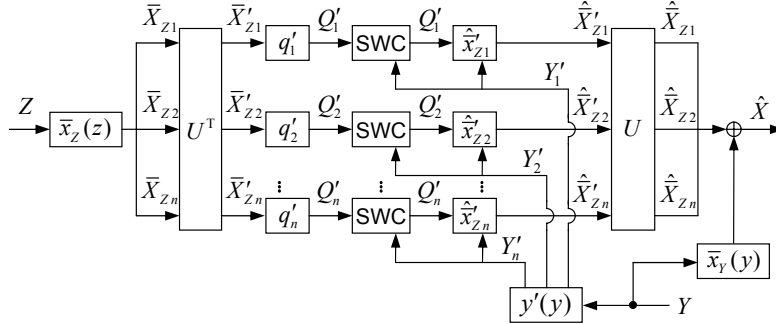 X̄_Z1 X̄′_Z1 Q′_1 Q′_1 X̄̂′_Z1 X̄̂_Z1
q′_1 SWC x̄̂′_Z1
Y′_1
Z X̄_Z2 X̄′_Z2 Q′_2 Q′_2 X̄̂′_Z2 X̄̂_Z2 X̂
x̄_Z(z) U^T q′_2 SWC x̄̂′_Z2 U
Y′_2
X̄_Zn X̄′_Zn Q′_n Q′_n X̄̂′_Zn X̄̂_Zn
q′_n SWC x̄̂′_Zn
Y′_n
x̄_Y(y)
y′(y) Y